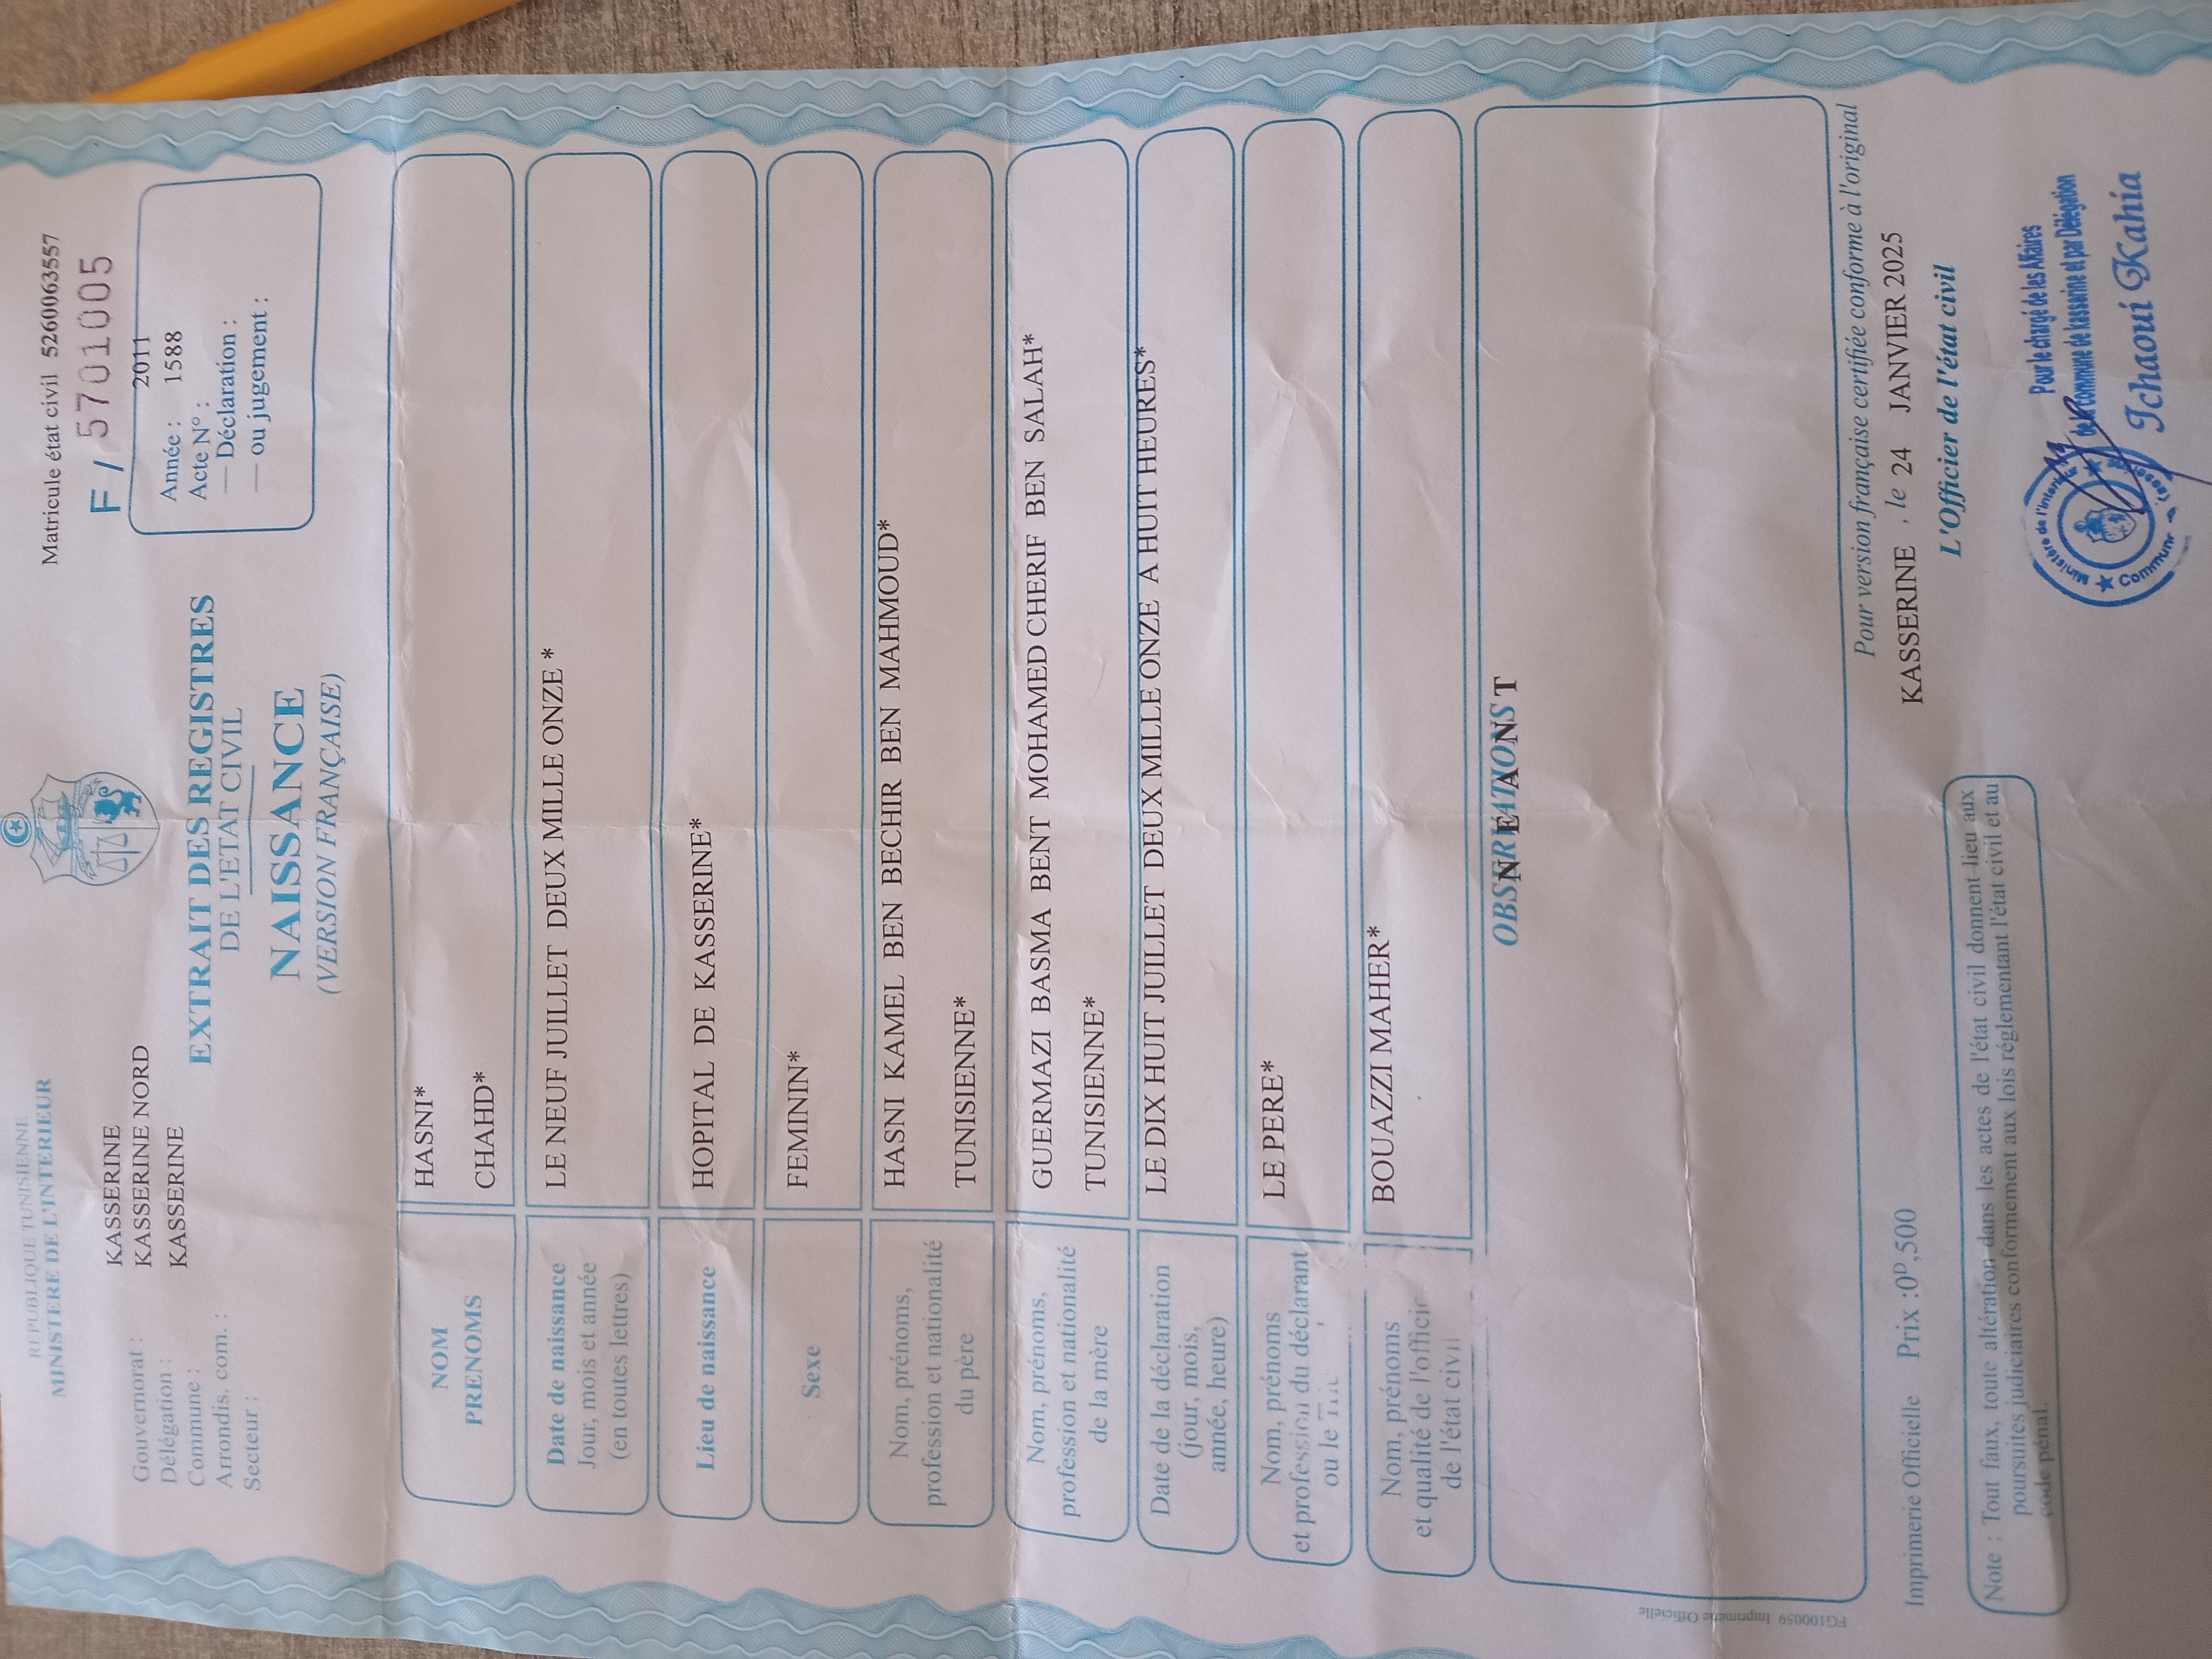 REPUBLIQUE TUNISIENNE
MINISTERE DE L'INTERIEUR
Matricule état civil 5260063557
F / 5701005
KASSERINE
Gouvernorat :
KASSERINE NORD
Délégation :
KASSERINE
Commune :
Arrondis. com. :
Secteur :
EXTRAIT DES REGISTRES
DE L'ETAT CIVIL
NAISSANCE
(VERSION FRANÇAISE)
2011
Année :
1588
Acte N° :
— Déclaration :
— ou jugement :
NOM
PRENOMS
HASNI*
CHAHD*
Date de naissance
Jour, mois et année
(en toutes lettres)
LE NEUF JUILLET DEUX MILLE ONZE *
Lieu de naissance
HOPITAL DE KASSERINE*
Sexe
FEMININ*
Nom, prénoms,
profession et nationalité
du père
HASNI KAMEL BEN BECHIR BEN MAHMOUD*
TUNISIENNE*
Nom, prénoms,
profession et nationalité
de la mère
GUERMAZI BASMA BENT MOHAMED CHERIF BEN SALAH*
TUNISIENNE*
Date de la déclaration
(jour, mois,
année, heure)
LE DIX HUIT JUILLET DEUX MILLE ONZE A HUIT HEURES*
Nom, prénoms
et profession du déclarant
ou le
LE PERE*
Nom, prénoms
et qualité de l'offici
de l'état civil
BOUAZZI MAHER*
OBSERVATIONS
N E A N T
Pour version française certifiée conforme à l'original
KASSERINE , le 24 JANVIER 2025
L'Officier de l'état civil
Pour le chargé de les Affaires
de la Commune de kasserine et par Délégation
Ichaoui Kahia
Ministère de l'Intérieur
Commune
Imprimerie Officielle Prix :0D,500
Note : Tout faux, toute altération dans les actes de l'état civil donnent lieu aux
poursuites judiciaires conformement aux lois réglementant l'état civil et au
code pénal.
FG100059 Imprimerie Officielle